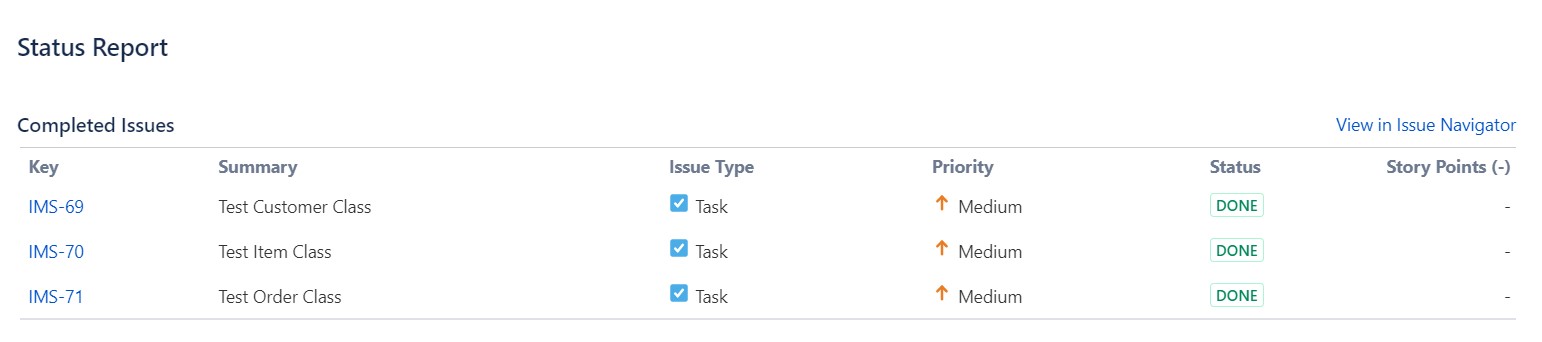 Status Report
Completed Issues View in Issue Navigator
Key Summary Issue Type Priority Status Story Points (-)
IMS-69 Test Customer Class Task Medium DONE -
IMS-70 Test Item Class Task Medium DONE -
IMS-71 Test Order Class Task Medium DONE -